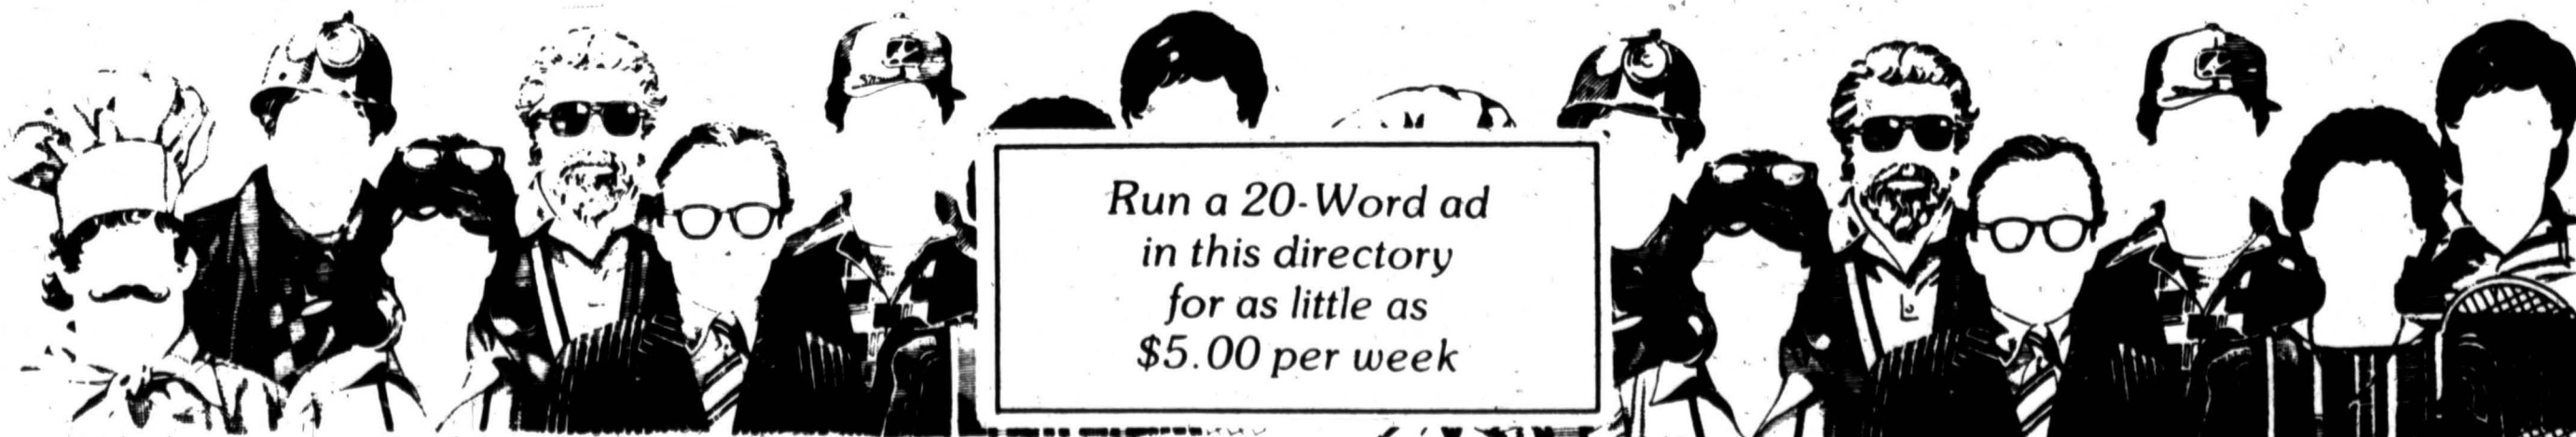 Run a 20-Word ad
in this directory
for as little as
$5.00 per week